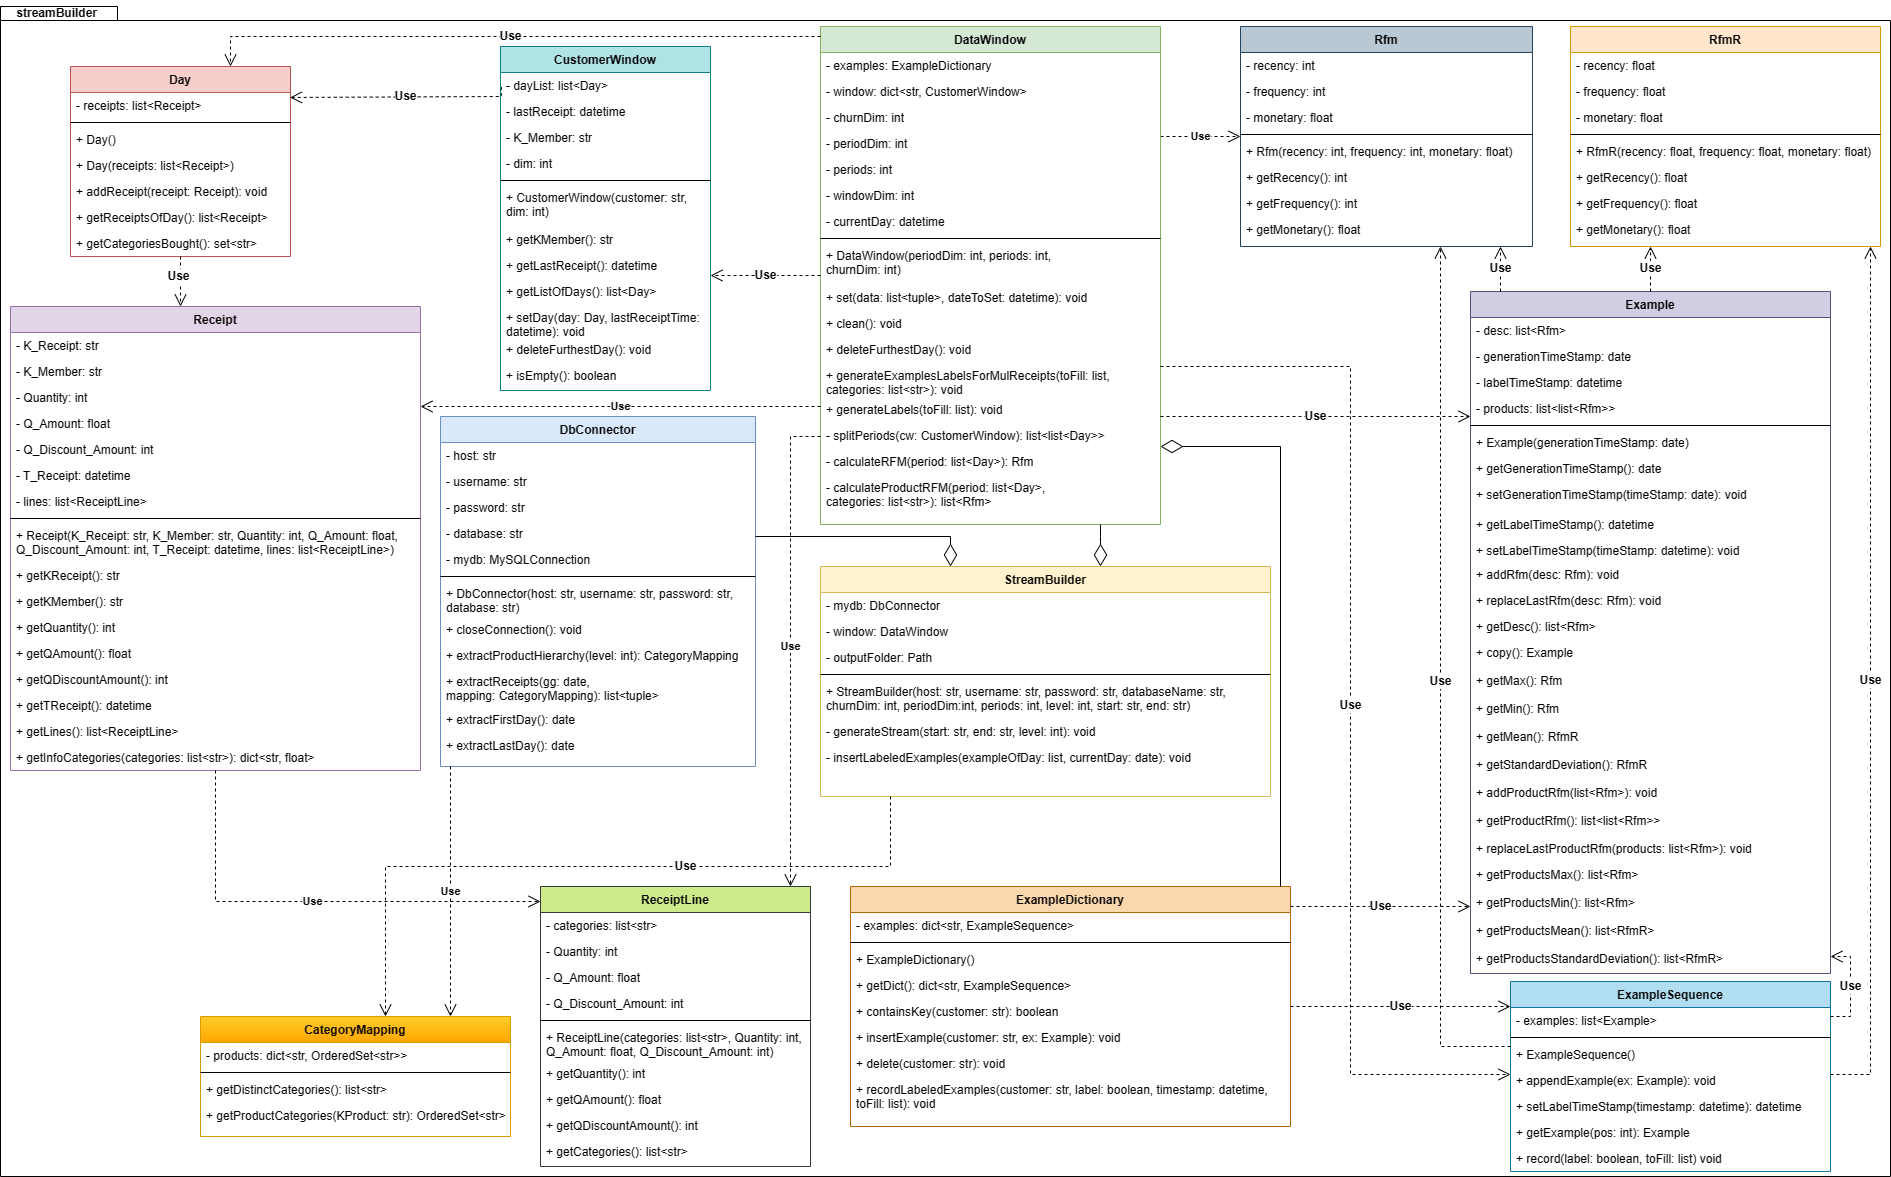 streamBuilder
Use
Day
- receipts: list<Receipt>
+ Day()
+ Day(receipts: list<Receipt>)
+ addReceipt(receipt: Receipt): void
+ getReceiptsOfDay(): list<Receipt>
+ getCategoriesBought(): set<str>
Use
CustomerWindow
- dayList: list<Day>
- lastReceipt: datetime
- K_Member: str
- dim: int
+ CustomerWindow(customer: str,
dim: int)
+ getKMember(): str
+ getLastReceipt(): datetime
+ getListOfDays(): list<Day>
+ setDay(day: Day, lastReceiptTime:
datetime): void
+ deleteFurthestDay(): void
+ isEmpty(): boolean
Use
DataWindow
- examples: ExampleDictionary
- window: dict<str, CustomerWindow>
- churnDim: int
- periodDim: int
- periods: int
- windowDim: int
- currentDay: datetime
+ DataWindow(periodDim: int, periods: int,
churnDim: int)
+ set(data: list<tuple>, dateToSet: datetime): void
+ clean(): void
+ deleteFurthestDay(): void
+ generateExamplesLabelsForMulReceipts(toFill: list,
categories: list<str>): void
+ generateLabels(toFill: list): void
- splitPeriods(cw: CustomerWindow): list<list<Day>>
- calculateRFM(period: list<Day>): Rfm
- calculateProductRFM(period: list<Day>,
categories: list<str>): list<Rfm>
Use
Rfm
- recency: int
- frequency: int
- monetary: float
+ Rfm(recency: int, frequency: int, monetary: float)
+ getRecency(): int
+ getFrequency(): int
+ getMonetary(): float
RfmR
- recency: float
- frequency: float
- monetary: float
+ RfmR(recency: float, frequency: float, monetary: float)
+ getRecency(): float
+ getFrequency(): float
+ getMonetary(): float
Use
Use
Use
Receipt
- K_Receipt: str
- K_Member: str
- Quantity: int
- Q_Amount: float
- Q_Discount_Amount: int
- T_Receipt: datetime
- lines: list<ReceiptLine>
+ Receipt(K_Receipt: str, K_Member: str, Quantity: int, Q_Amount: float,
Q_Discount_Amount: int, T_Receipt: datetime, lines: list<ReceiptLine>)
+ getKReceipt(): str
+ getKMember(): str
+ getQuantity(): int
+ getQAmount(): float
+ getQDiscountAmount(): int
+ getTReceipt(): datetime
+ getLines(): list<ReceiptLine>
+ getInfoCategories(categories: list<str>): dict<str, float>
Use
DbConnector
- host: str
- username: str
- password: str
- database: str
- mydb: MySQLConnection
+ DbConnector(host: str, username: str, password: str,
database: str)
+ closeConnection(): void
+ extractProductHierarchy(level: int): CategoryMapping
+ extractReceipts(gg: date,
mapping: CategoryMapping): list<tuple>
+ extractFirstDay(): date
+ extractLastDay(): date
Use
StreamBuilder
- mydb: DbConnector
- window: DataWindow
- outputFolder: Path
+ StreamBuilder(host: str, username: str, password: str, databaseName: str,
churnDim: int, periodDim:int, periods: int, level: int, start: str, end: str)
- generateStream(start: str, end: str, level: int): void
- insertLabeledExamples(exampleOfDay: list, currentDay: date): void
Use
Use
Use
Use
Example
- desc: list<Rfm>
- generationTimeStamp: date
- labelTimeStamp: datetime
- products: list<list<Rfm>>
+ Example(generationTimeStamp: date)
+ getGenerationTimeStamp(): date
+ setGenerationTimeStamp(timeStamp: date): void
+ getLabelTimeStamp(): datetime
+ setLabelTimeStamp(timeStamp: datetime): void
+ addRfm(desc: Rfm): void
+ replaceLastRfm(desc: Rfm): void
+ getDesc(): list<Rfm>
+ copy(): Example
+ getMax(): Rfm
+ getMin(): Rfm
+ getMean(): RfmR
+ getStandardDeviation(): RfmR
+ addProductRfm(list<Rfm>): void
+ getProductRfm(): list<list<Rfm>>
+ replaceLastProductRfm(products: list<Rfm>): void
+ getProductsMax(): list<Rfm>
+ getProductsMin(): list<Rfm>
+ getProductsMean(): list<RfmR>
+ getProductsStandardDeviation(): list<RfmR>
Use
Use
Use
Use
CategoryMapping
- products: dict<str, OrderedSet<str>>
+ getDistinctCategories(): list<str>
+ getProductCategories(KProduct: str): OrderedSet<str>
ReceiptLine
- categories: list<str>
- Quantity: int
- Q_Amount: float
- Q_Discount_Amount: int
+ ReceiptLine(categories: list<str>, Quantity: int,
Q_Amount: float, Q_Discount_Amount: int)
+ getQuantity(): int
+ getQAmount(): float
+ getQDiscountAmount(): int
+ getCategories(): list<str>
ExampleDictionary
- examples: dict<str, ExampleSequence>
+ ExampleDictionary()
+ getDict(): dict<str, ExampleSequence>
+ containsKey(customer: str): boolean
+ insertExample(customer: str, ex: Example): void
+ delete(customer: str): void
+ recordLabeledExamples(customer: str, label: boolean, timestamp: datetime,
toFill: list): void
Use
Use
ExampleSequence
- examples: list<Example>
+ ExampleSequence()
+ appendExample(ex: Example): void
+ setLabelTimeStamp(timestamp: datetime): datetime
+ getExample(pos: int): Example
+ record(label: boolean, toFill: list) void
Use